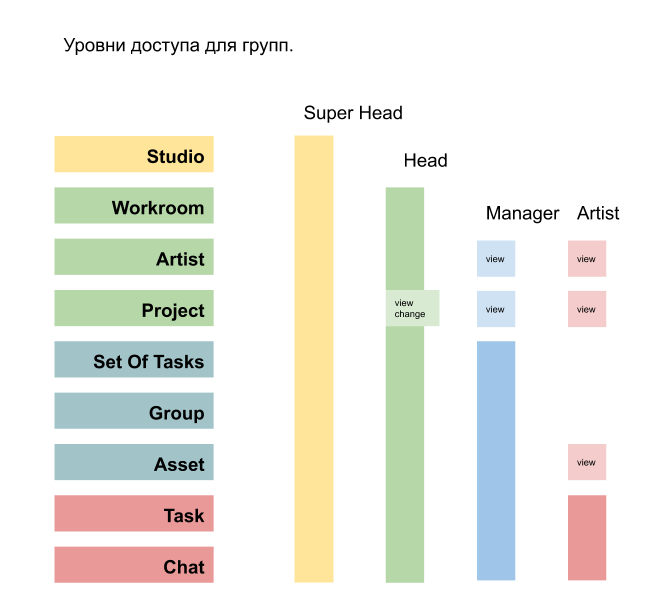 Уровни доступа для групп.
Super Head
Studio
Head
Workroom
Manager
Artist
Artist
view
view
Project
view
change
view
view
Set Of Tasks
Group
Asset
view
Task
Chat